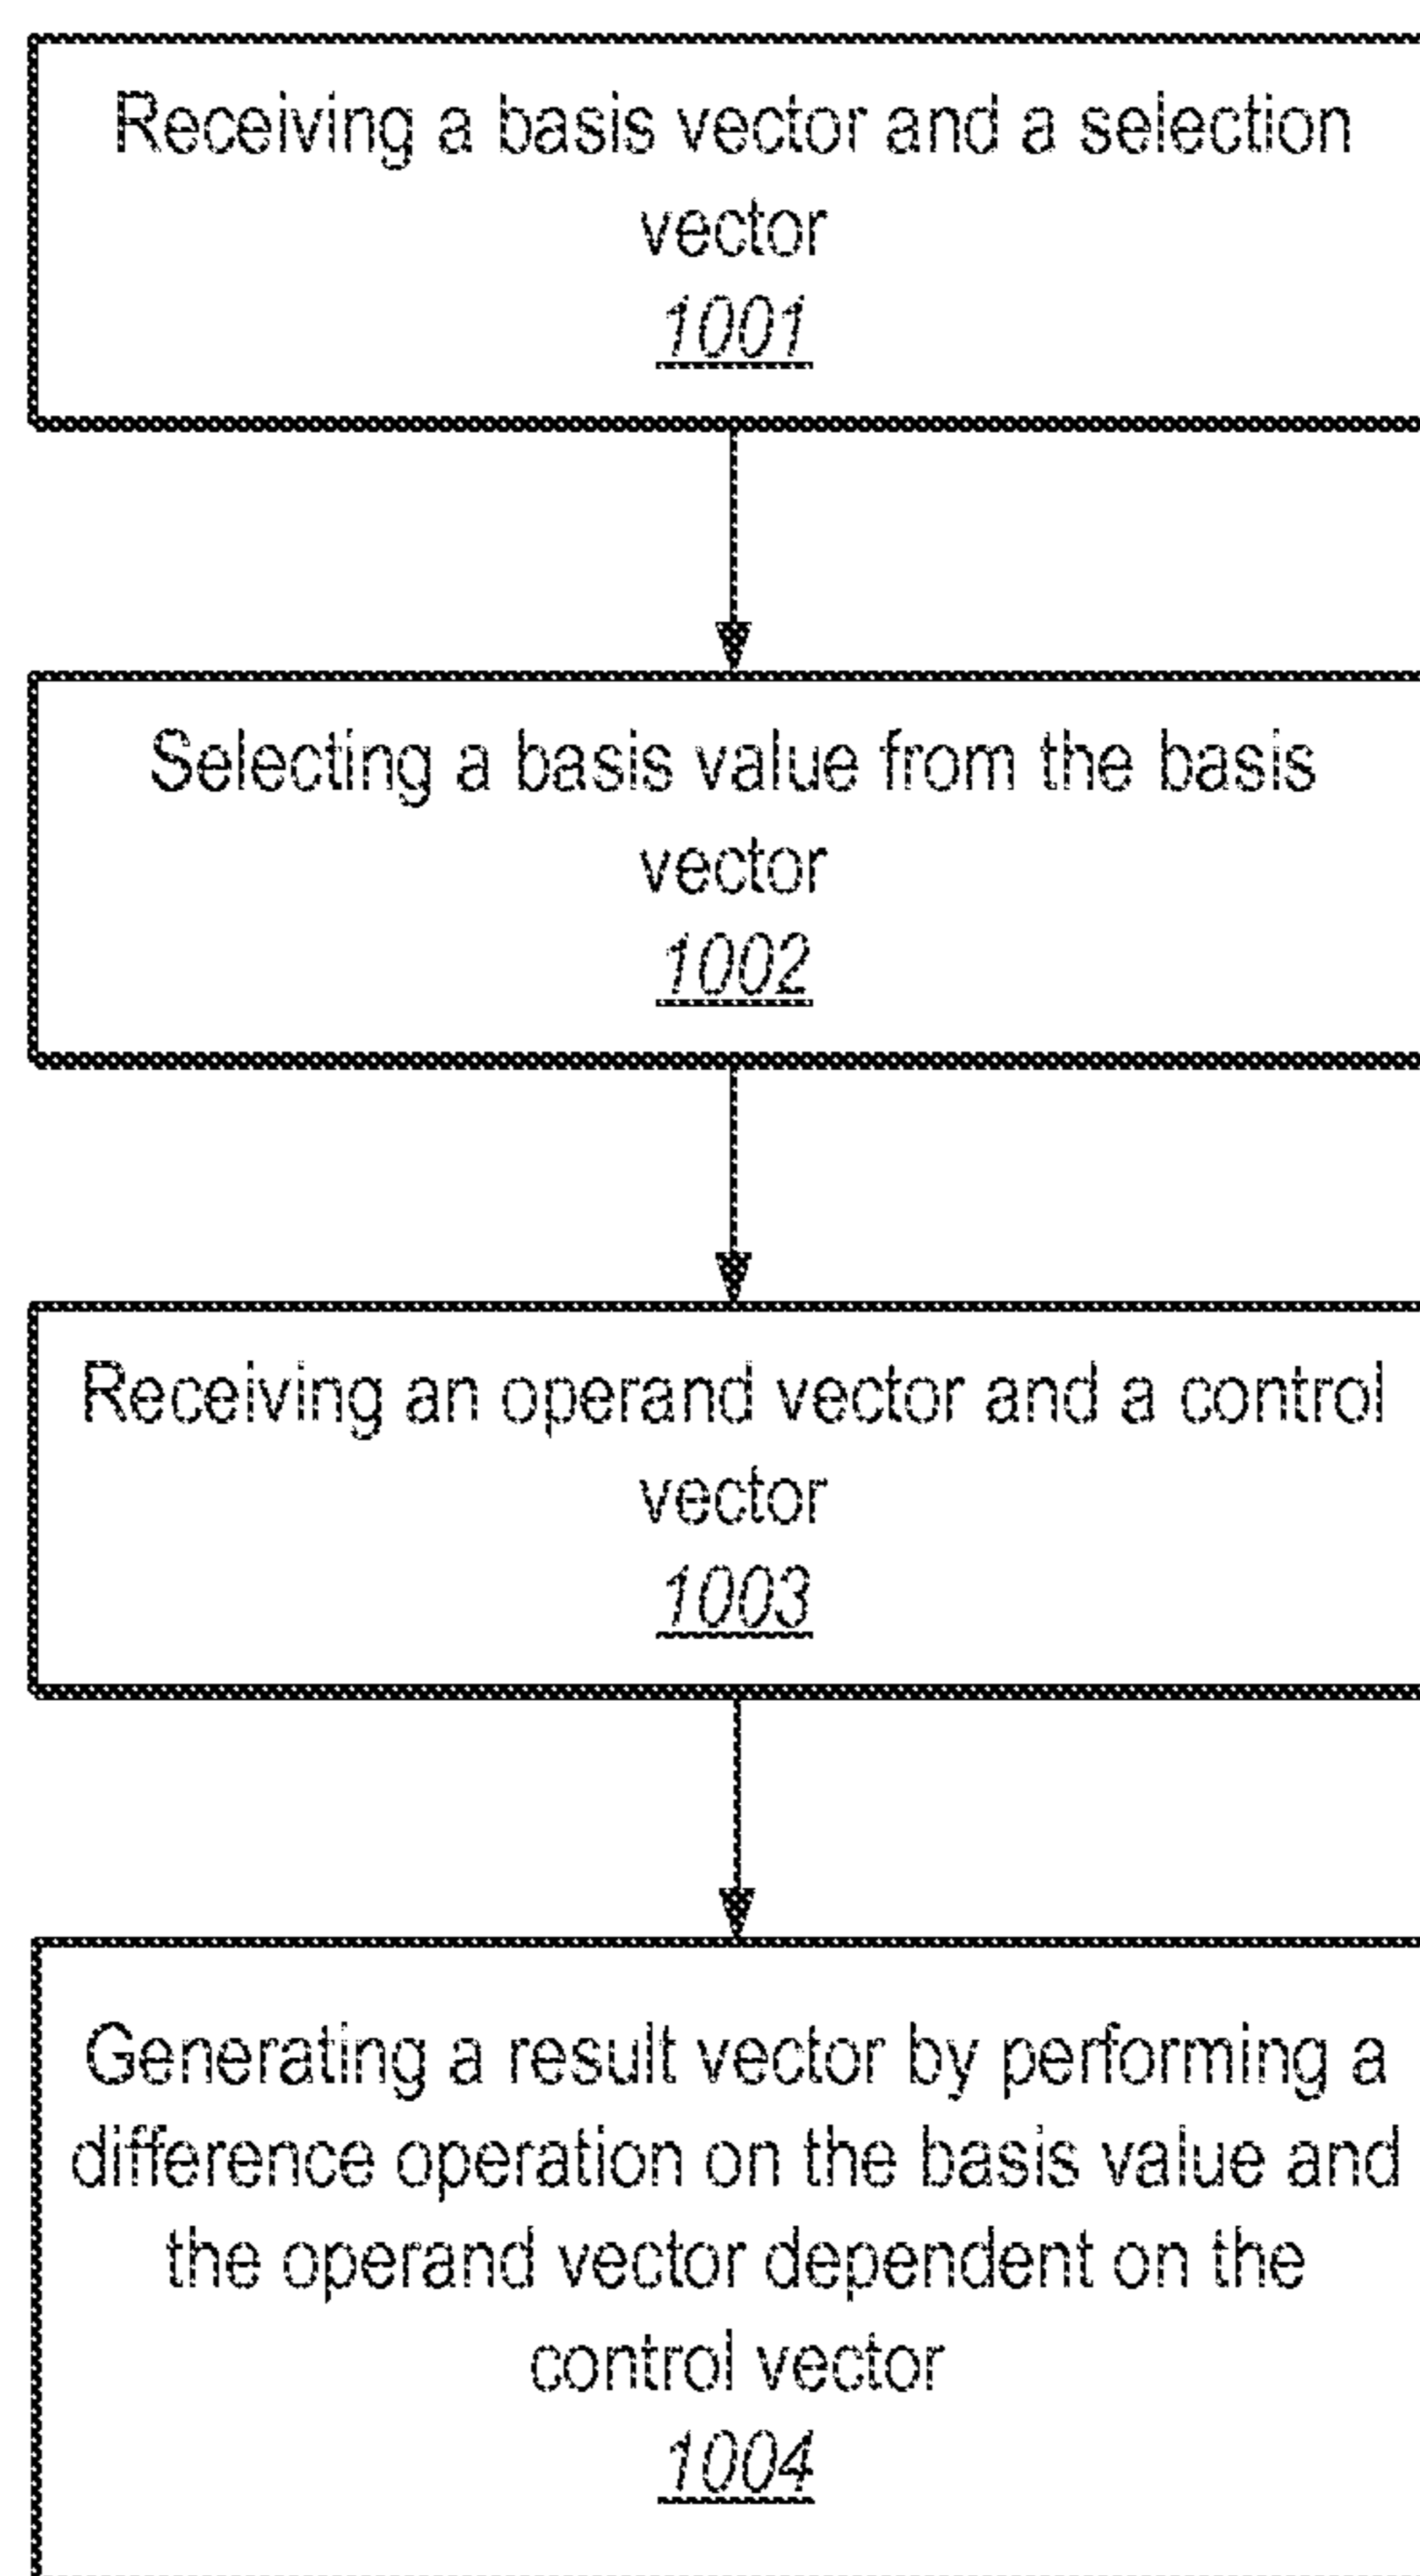 Receiving a basis vector and a selection
vector
1001
Selecting a basis value from the basis
vector
1002
Receiving an operand vector and a control
vector
1003
Generating a result vector by performing a
difference operation on the basis value and
the operand vector dependent on the
control vector
1004